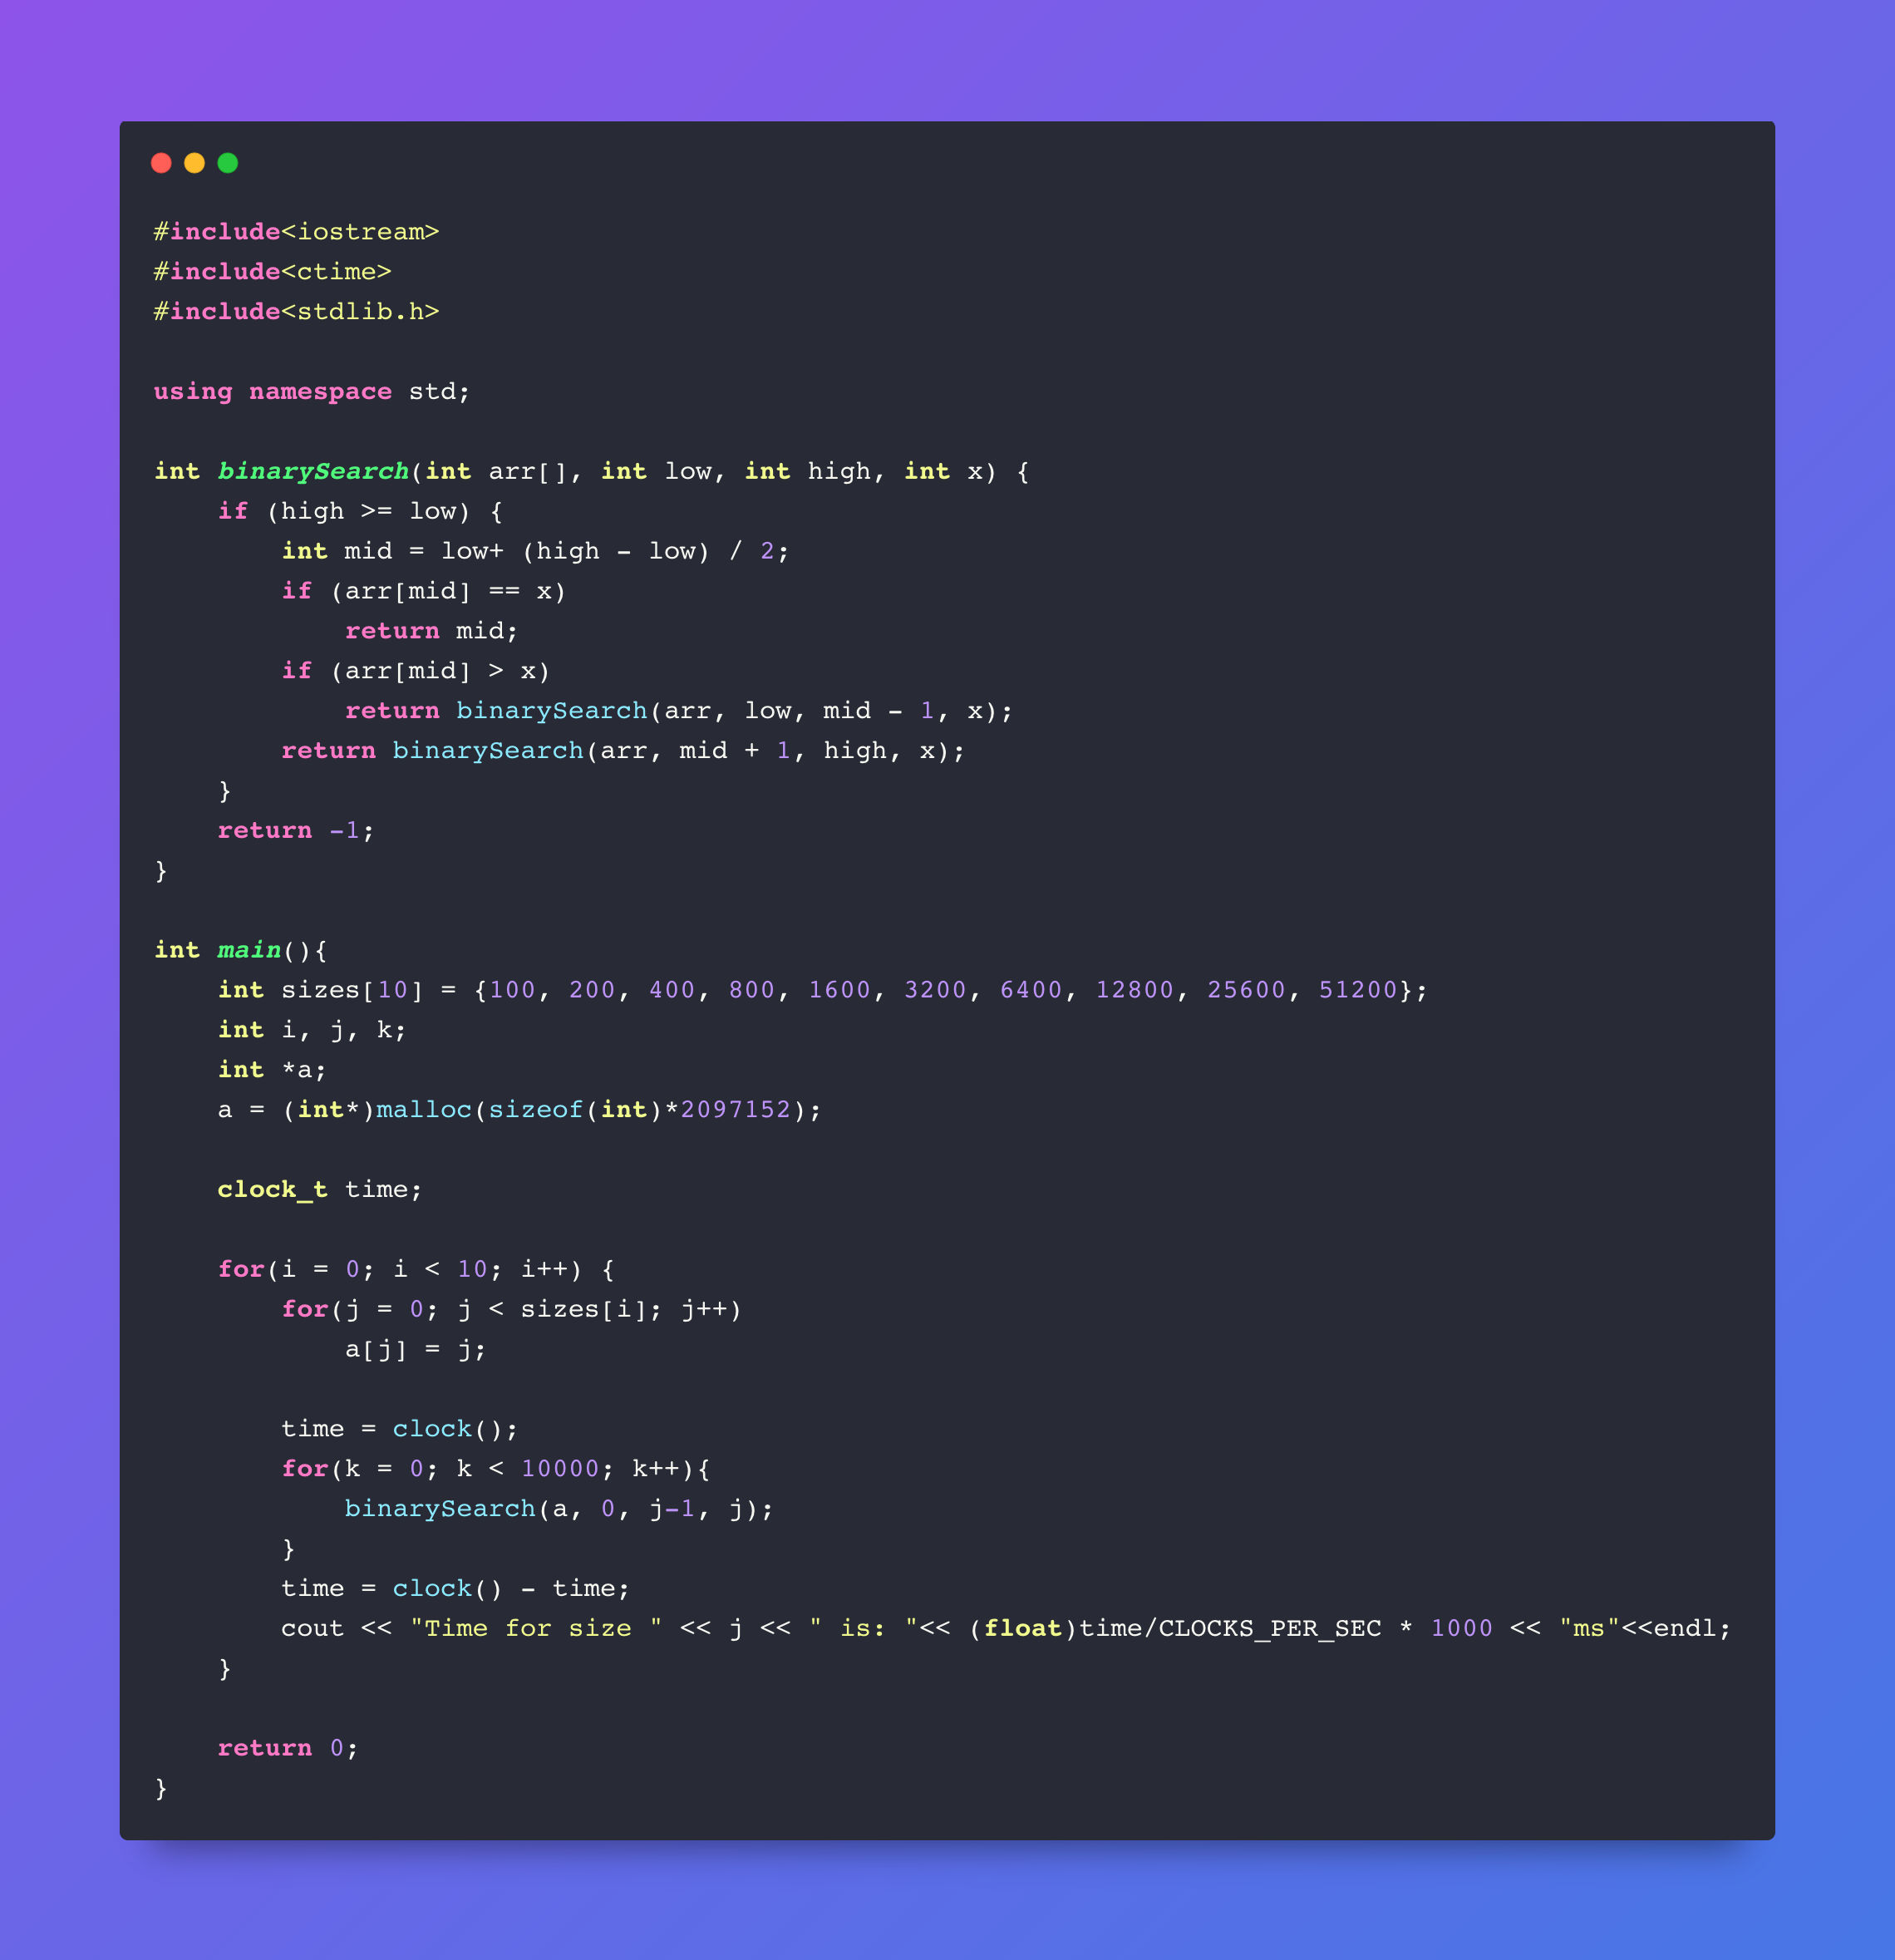 #include<iostream>
#include<ctime>
#include<stdlib.h>

using namespace std;

int binarySearch(int arr[], int low, int high, int x) {
    if (high >= low) {
        int mid = low+ (high - low) / 2;
        if (arr[mid] == x)
            return mid;
        if (arr[mid] > x)
            return binarySearch(arr, low, mid - 1, x);
        return binarySearch(arr, mid + 1, high, x);
    }
    return -1;
}

int main(){
    int sizes[10] = {100, 200, 400, 800, 1600, 3200, 6400, 12800, 25600, 51200};
    int i, j, k;
    int *a;
    a = (int*)malloc(sizeof(int)*2097152);

    clock_t time;

    for(i = 0; i < 10; i++) {
        for(j = 0; j < sizes[i]; j++)
            a[j] = j;

        time = clock();
        for(k = 0; k < 10000; k++){
            binarySearch(a, 0, j-1, j);
        }
        time = clock() - time;
        cout << "Time for size " << j << " is: "<< (float)time/CLOCKS_PER_SEC * 1000 << "ms"<<endl;
    }

    return 0;
}